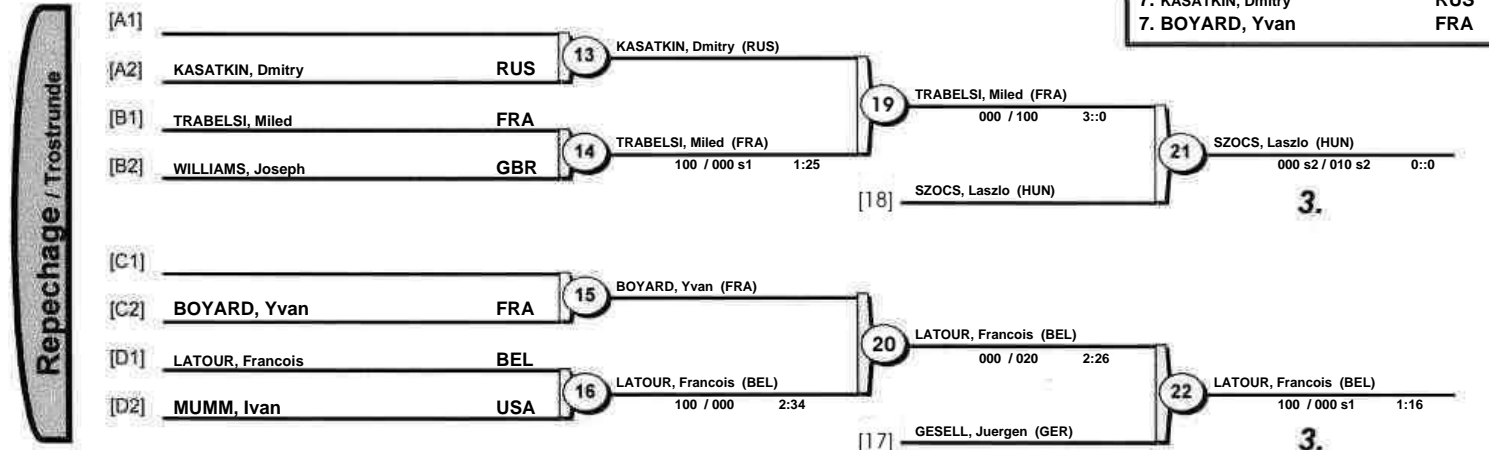 7. KASATKIN, Dmitry RUS
7. BOYARD, Yvan FRA
Repechage / Trostrunde
[A1]
[A2] KASATKIN, Dmitry RUS
13 KASATKIN, Dmitry (RUS)
[B1] TRABELSI, Miled FRA
[B2] WILLIAMS, Joseph GBR
14 TRABELSI, Miled (FRA)
100 / 000 s1 1:25
19 TRABELSI, Miled (FRA)
000 / 100 3::0
[18] SZOCS, Laszlo (HUN)
21 SZOCS, Laszlo (HUN)
000 s2 / 010 s2 0::0
3.
[C1]
[C2] BOYARD, Yvan FRA
15 BOYARD, Yvan (FRA)
[D1] LATOUR, Francois BEL
[D2] MUMM, Ivan USA
16 LATOUR, Francois (BEL)
100 / 000 2:34
20 LATOUR, Francois (BEL)
000 / 020 2:26
[17] GESELL, Juergen (GER)
22 LATOUR, Francois (BEL)
100 / 000 s1 1:16
3.